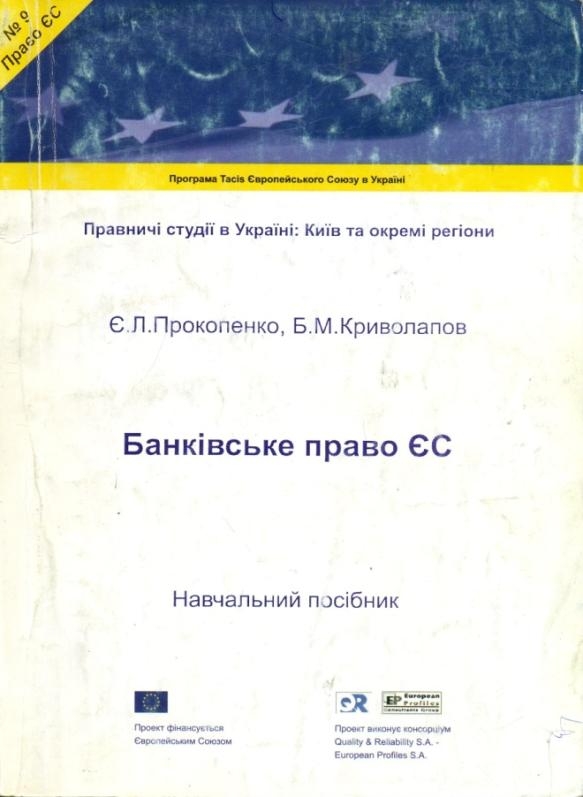 № 9
Право ЄС
Програма Tacis Європейського Союзу в Україні
Правничі студії в Україні: Київ та окремі регіони
Є.Л.Прокопенко, Б.М.Криволапов
Банківське право ЄС
Навчальний посібник
QR
EP European
Profiles
Consultants Group
Проект фінансується
Європейським Союзом
Проект виконує консорціум
Quality & Reliability S.A. -
European Profiles S.A.